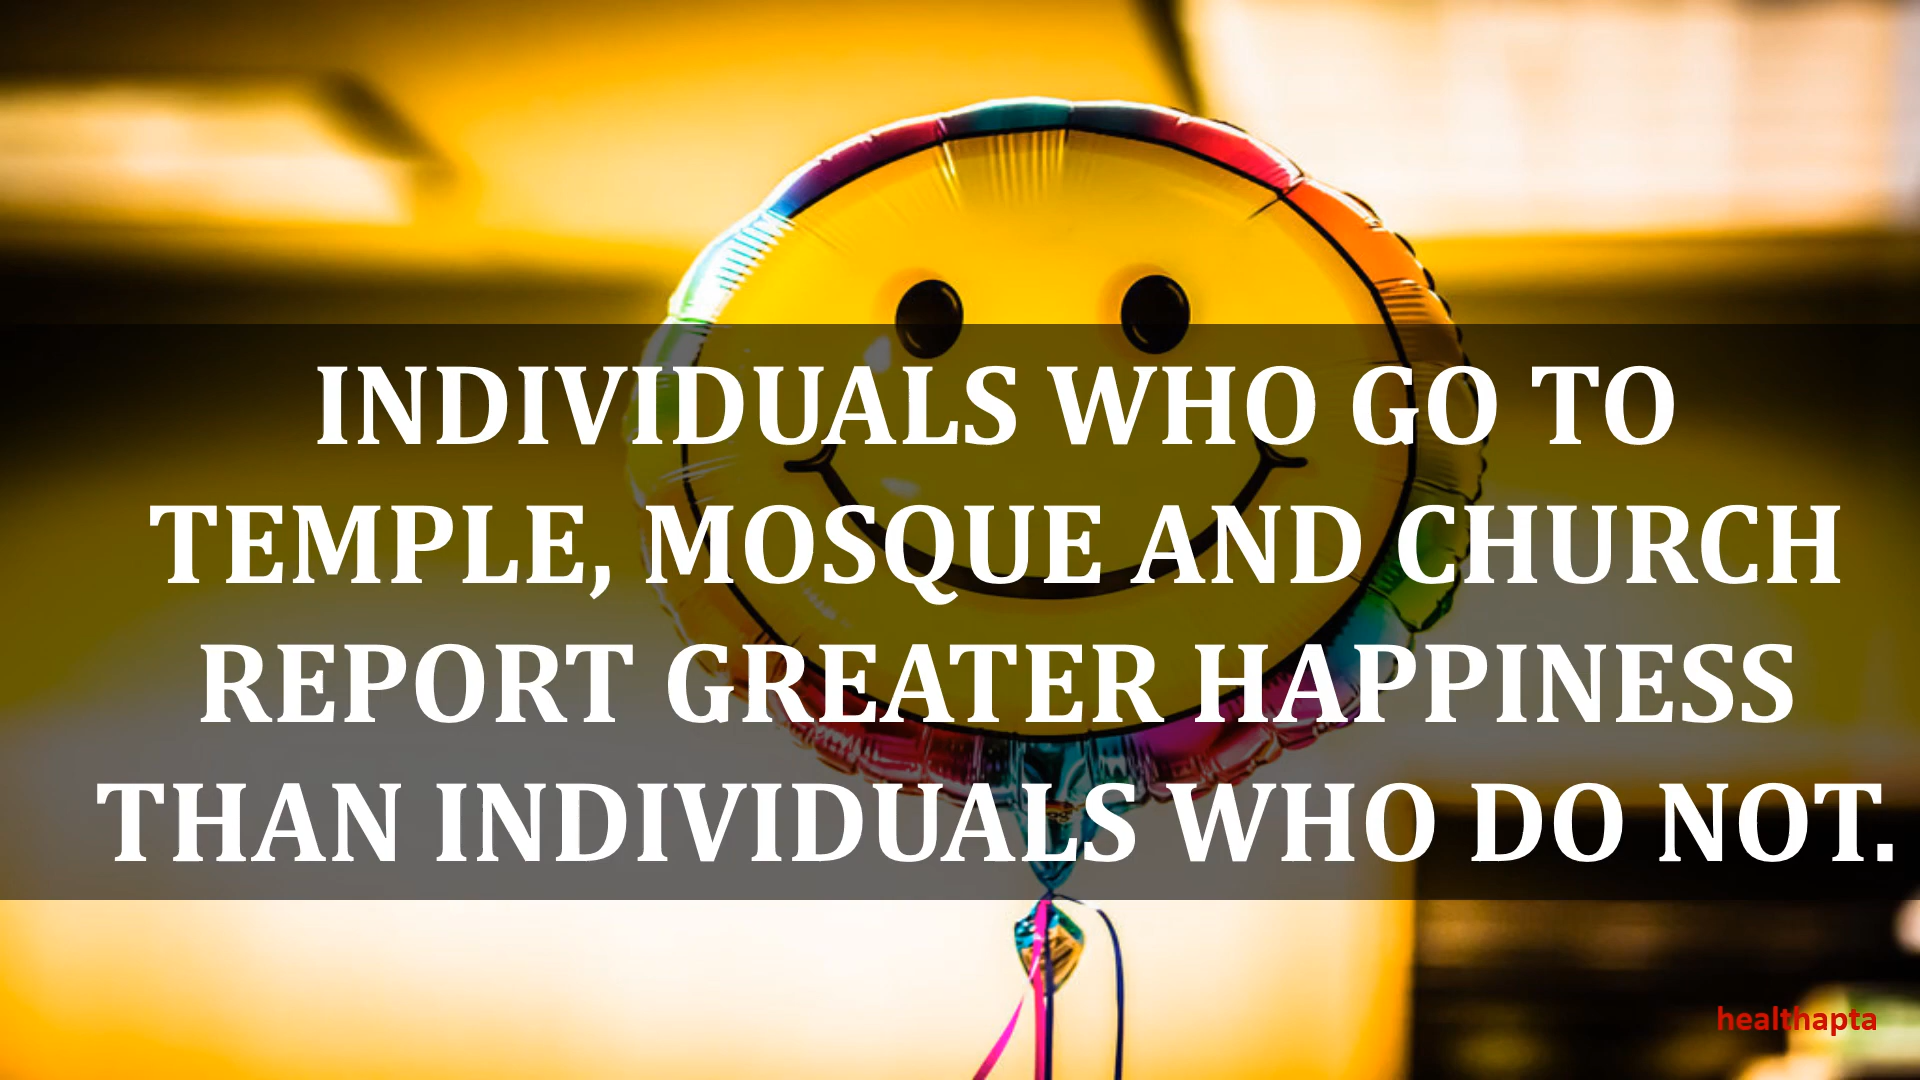 INDIVIDUALS WHO GO TO
TEMPLE, MOSQUE AND CHURCH
REPORT GREATER HAPPINESS
THAN INDIVIDUALS WHO DO NOT.
healthapta